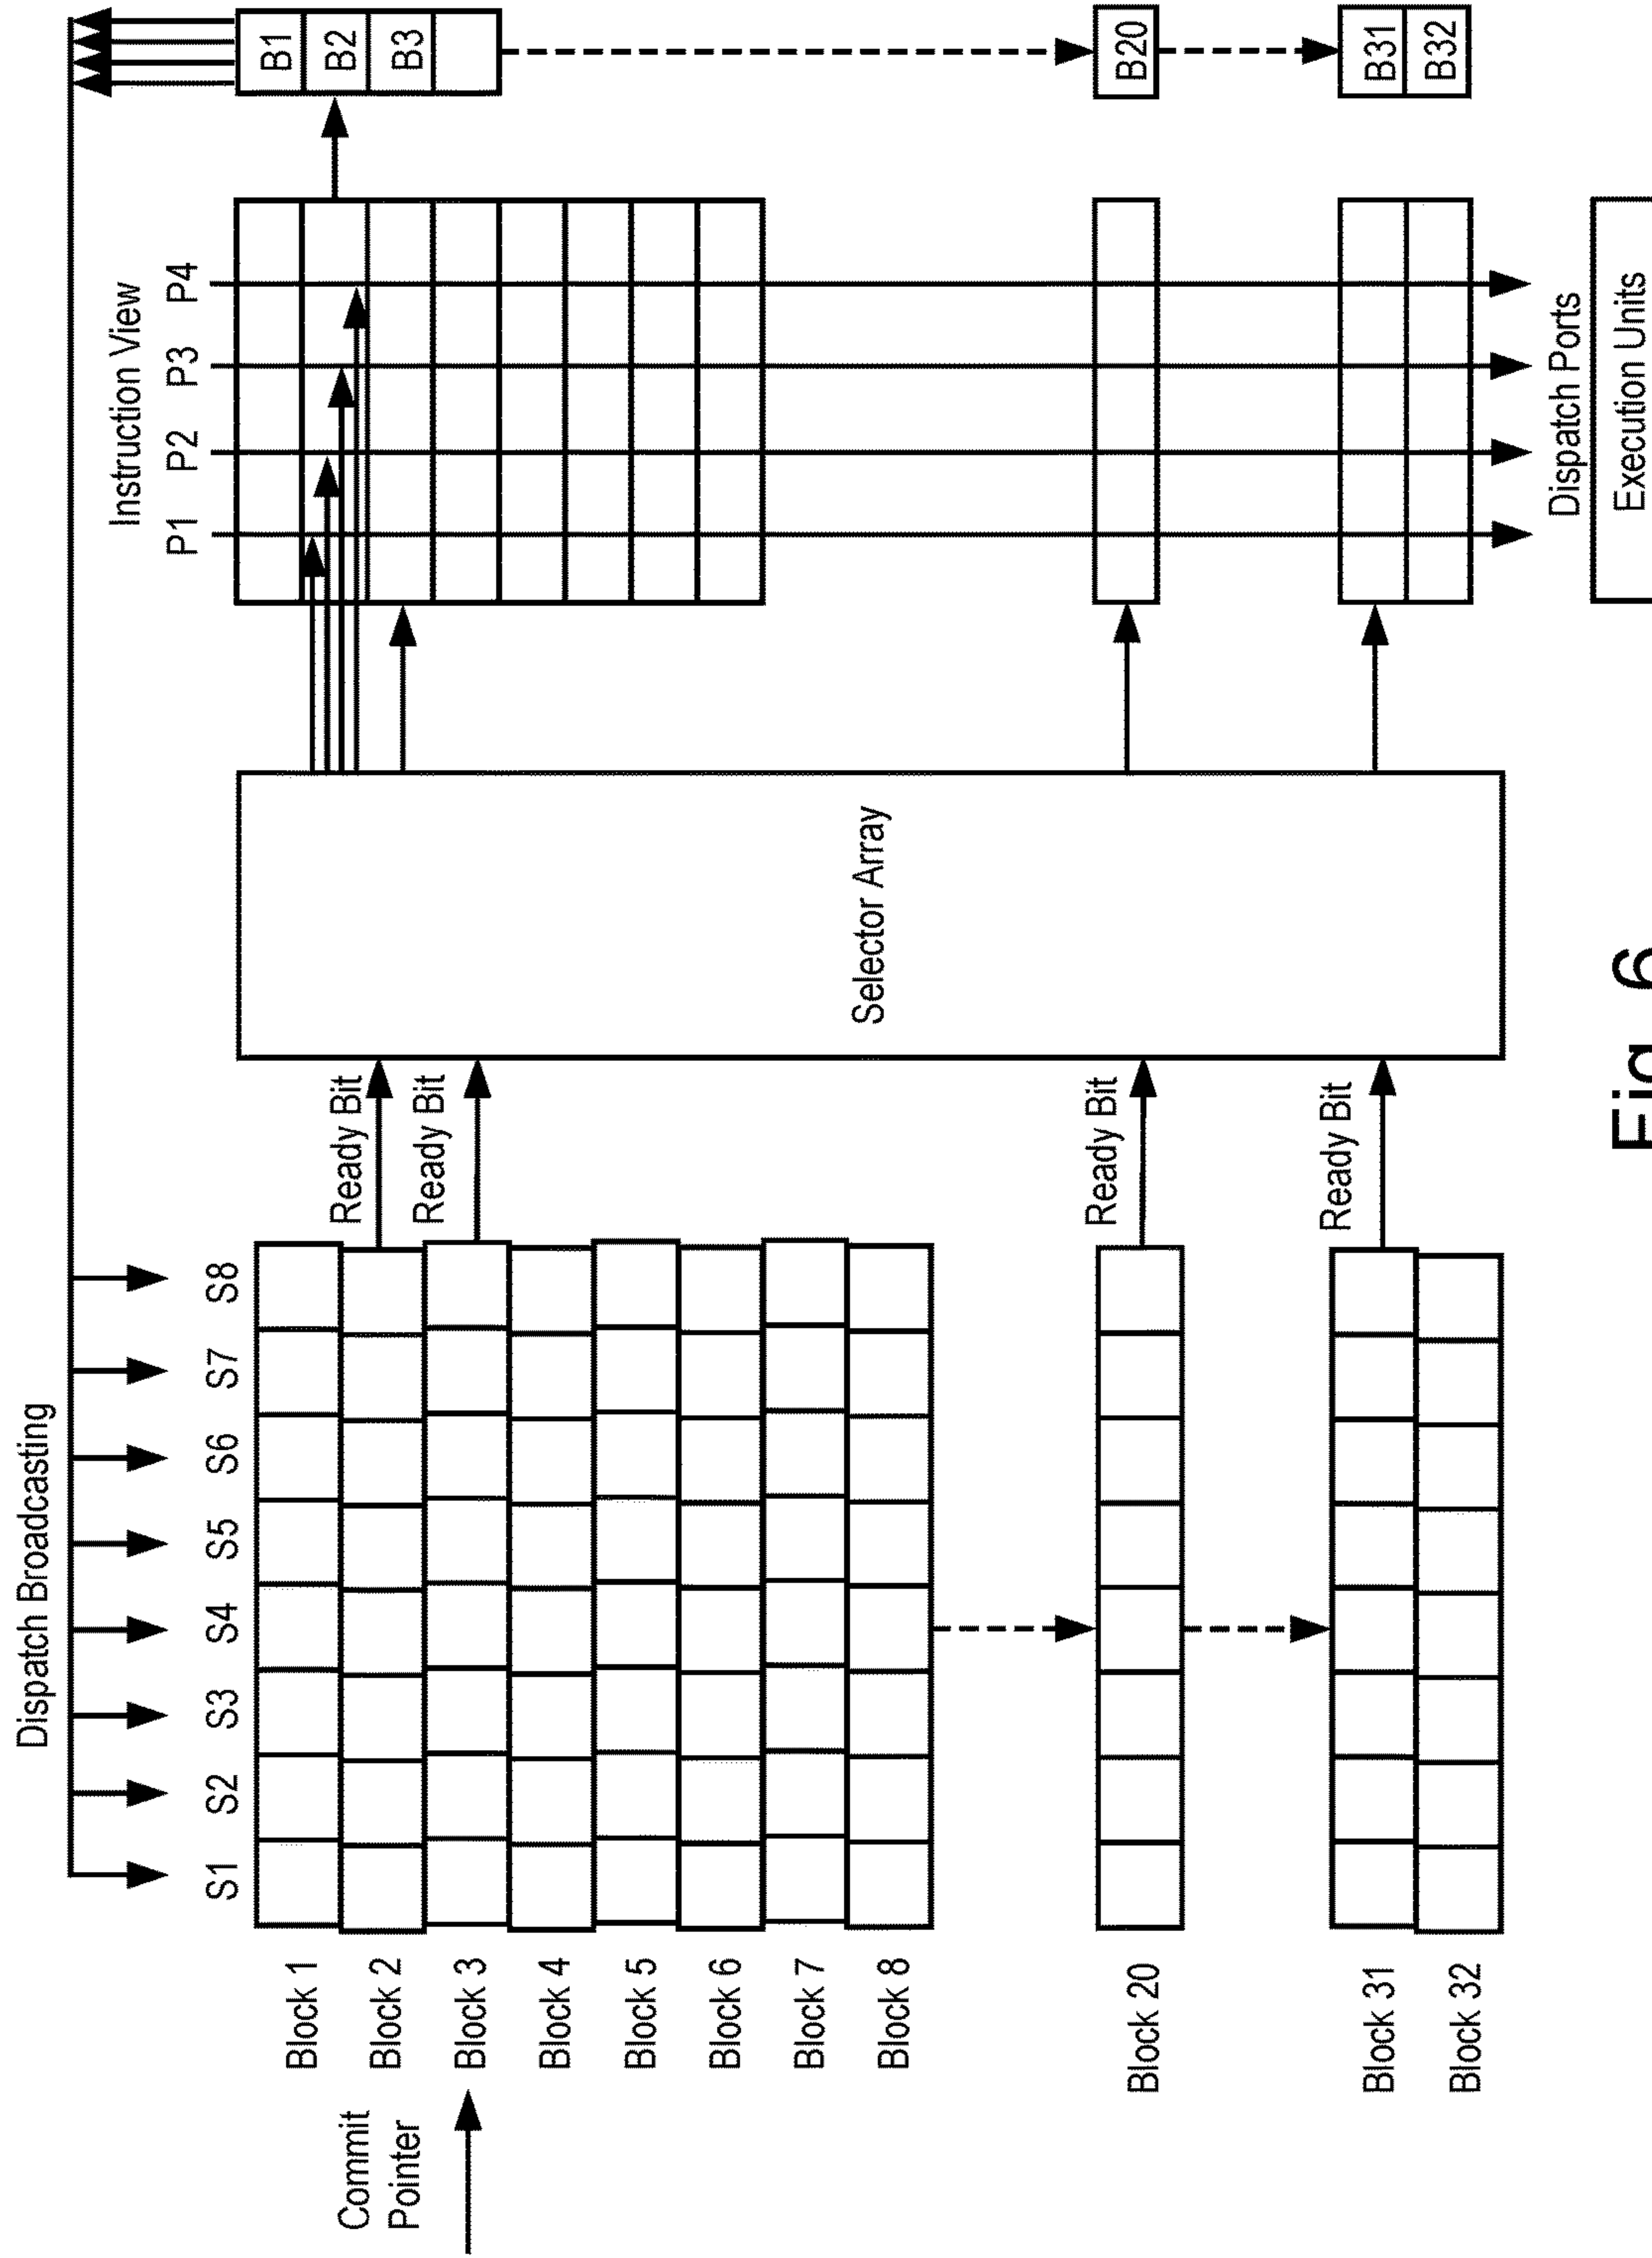 Dispatch Broadcasting
S1 S2 S3 S4 S5 S6 S7 S8
Instruction View
P1 P2 P3 P4
Commit
Pointer
Block 1
Block 2
Block 3
Block 4
Block 5
Block 6
Block 7
Block 8
Block 20
Block 31
Block 32
Ready Bit
Ready Bit
Ready Bit
Ready Bit
Selector Array
B1
B2
B3
B20
B31
B32
Dispatch Ports
Execution Units
Fig. 6